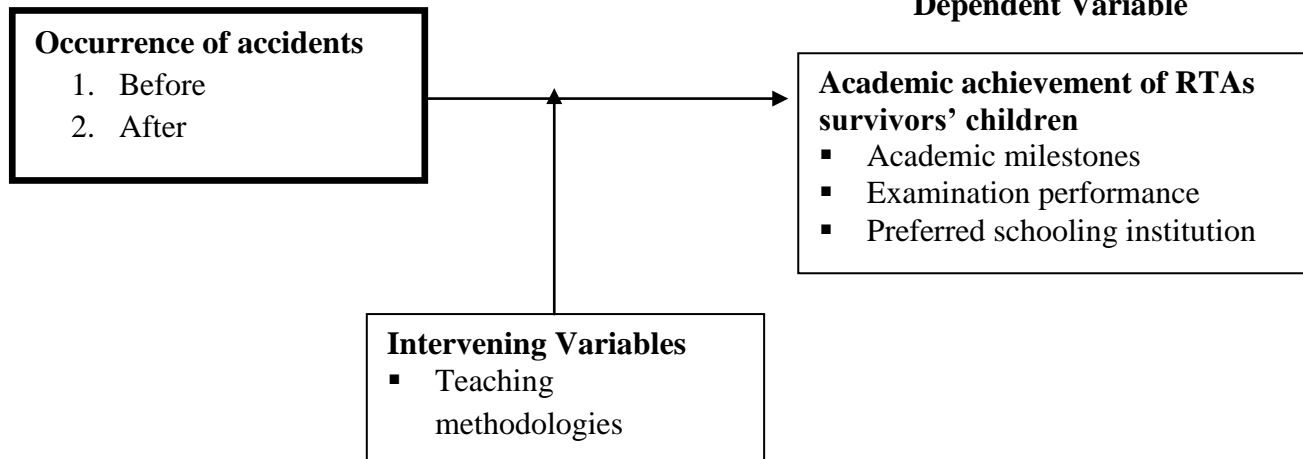 Dependent Variable
Occurrence of accidents
1. Before
2. After
Academic achievement of RTAs
survivors’ children
▪ Academic milestones
▪ Examination performance
▪ Preferred schooling institution
Intervening Variables
▪ Teaching
methodologies